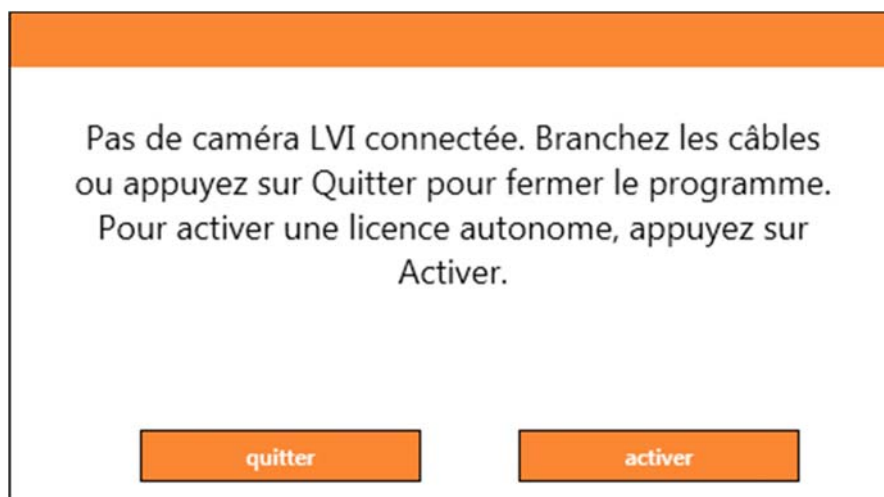 Pas de caméra LVI connectée. Branchez les câbles
ou appuyez sur Quitter pour fermer le programme.
Pour activer une licence autonome, appuyez sur
Activer.
quitter
activer